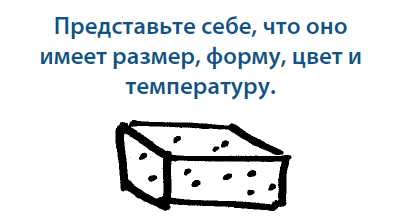 Представьте себе, что оно
имеет размер, форму, цвет и
температуру.